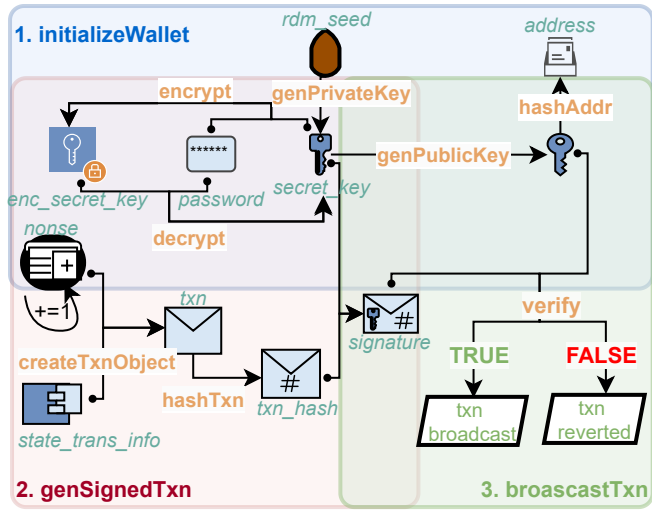 rdm_seed
address
1. initializeWallet
encrypt
genPrivateKey
hashAddr
******
genPublicKey
enc_secret_key
password
secret_key
nonse
decrypt
+=1
txn
verify
signature
createTxnObject
TRUE
FALSE
hashTxn
#
#
txn_hash
txn
broadcast
txn
reverted
state_trans_info
2. genSignedTxn
3. broascastTxn